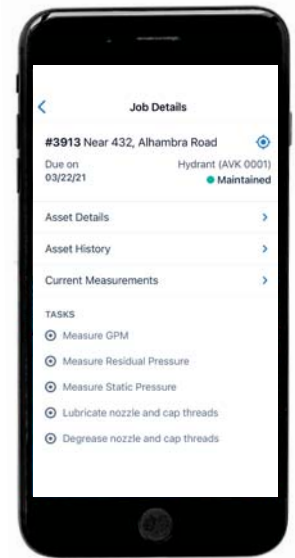 Job Details
#3913 Near 432, Alhambra Road
Due on Hydrant (AVK 0001)
03/22/21 Maintained
Asset Details
Asset History
Current Measurements
TASKS
Measure GPM
Measure Residual Pressure
Measure Static Pressure
Lubricate nozzle and cap threads
Degrease nozzle and cap threads